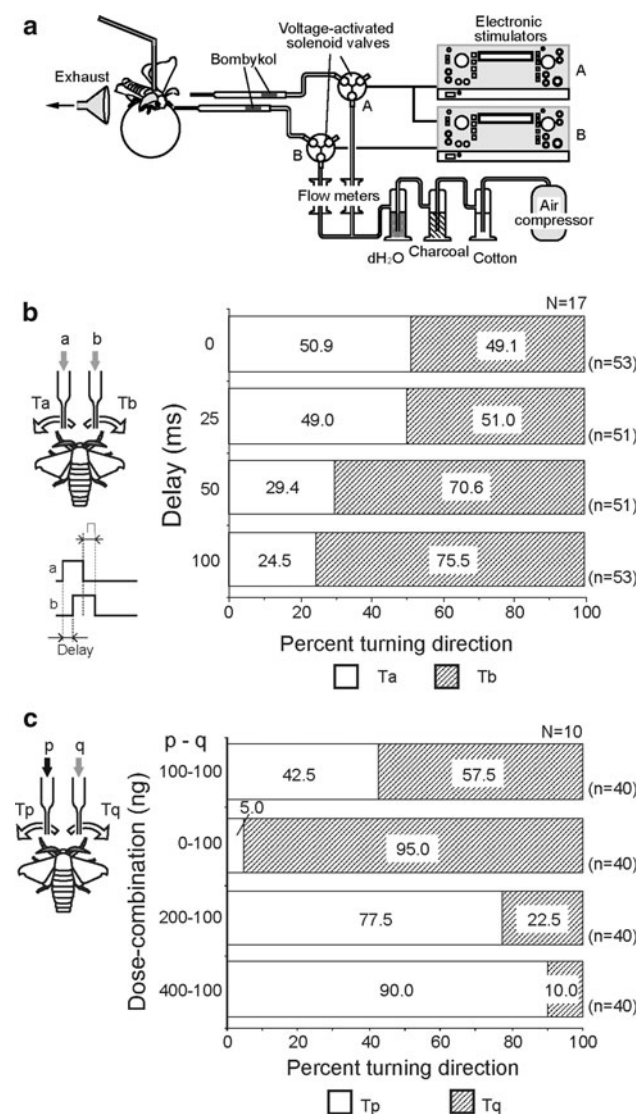 a
Voltage-activated
solenoid valves
Electronic
stimulators
Exhaust
Bombykol
A
A
B
B
Flow meters
Air
compressor
dH₂O
Charcoal
Cotton
b
N=17
a b
Ta Tb
a
b
Delay
Delay (ms)
0
50.9 49.1 (n=53)
25
49.0 51.0 (n=51)
50
29.4 70.6 (n=51)
100
24.5 75.5 (n=53)
0 20 40 60 80 100
Percent turning direction
Ta Tb
c
N=10
p q
Tp Tq
Dose-combination (ng)
p - q
100-100
42.5 57.5 (n=40)
5.0
0-100
95.0 (n=40)
200-100
77.5 22.5 (n=40)
400-100
90.0 10.0 (n=40)
0 20 40 60 80 100
Percent turning direction
Tp Tq